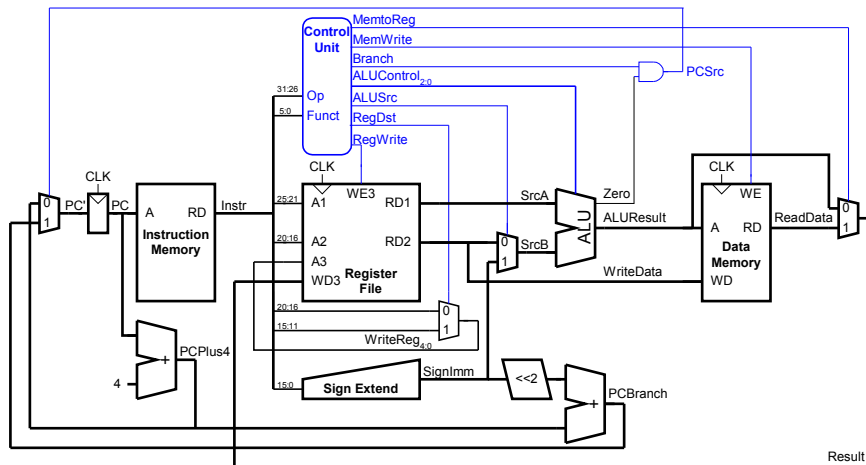 MemtoReg
Control
Unit
MemWrite
Branch
PCSrc
ALUControl2:0
31:26
Op
ALUSrc
5:0
Funct
RegDst
RegWrite
CLK
CLK
CLK
WE3
WE
0
1
PC'
PC
A
RD
Instr
Instruction
Memory
25:21
A1
RD1
SrcA
Zero
ALU
ALUResult
20:16
A2
RD2
0
1
SrcB
A3
WD3
Register
File
A
RD
ReadData
Data
Memory
WD
WriteData
0
1
20:16
0
15:11
1
WriteReg4:0
PCPlus4
+
4
15:0
Sign Extend
SignImm
<<2
+
PCBranch
Result